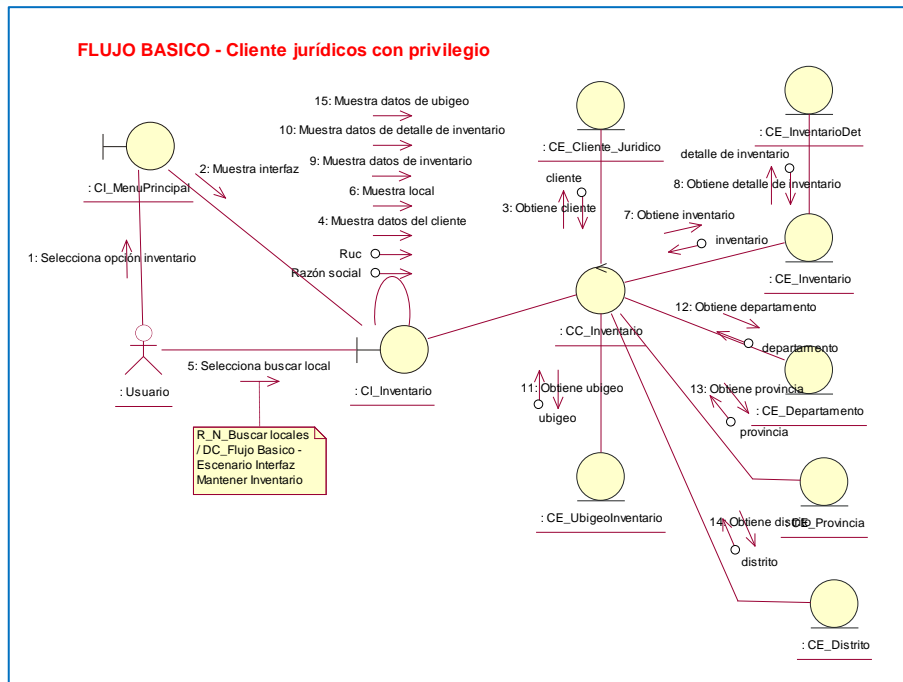 FLUJO BASICO - Cliente jurídicos con privilegio
15: Muestra datos de ubigeo
10: Muestra datos de detalle de inventario
9: Muestra datos de inventario
6: Muestra local
4: Muestra datos del cliente
Ruc
Razón social
2: Muestra interfaz
: CI_MenuPrincipal
1: Selecciona opción inventario
: Usuario
5: Selecciona buscar local
: CI_Inventario
R_N_Buscar locales
/ DC_Flujo Basico -
Escenario Interfaz
Mantener Inventario
: CE_Cliente_Juridico
cliente
3: Obtiene cliente
: CE_InventarioDet
detalle de inventario
8: Obtiene detalle de inventario
7: Obtiene inventario
inventario
: CE_Inventario
: CC_Inventario
12: Obtiene departamento
departamento
: CE_Departamento
11: Obtiene ubigeo
ubigeo
13: Obtiene provincia
provincia
: CE_UbigeoInventario
: CE_Provincia
14: Obtiene distrito
distrito
: CE_Distrito